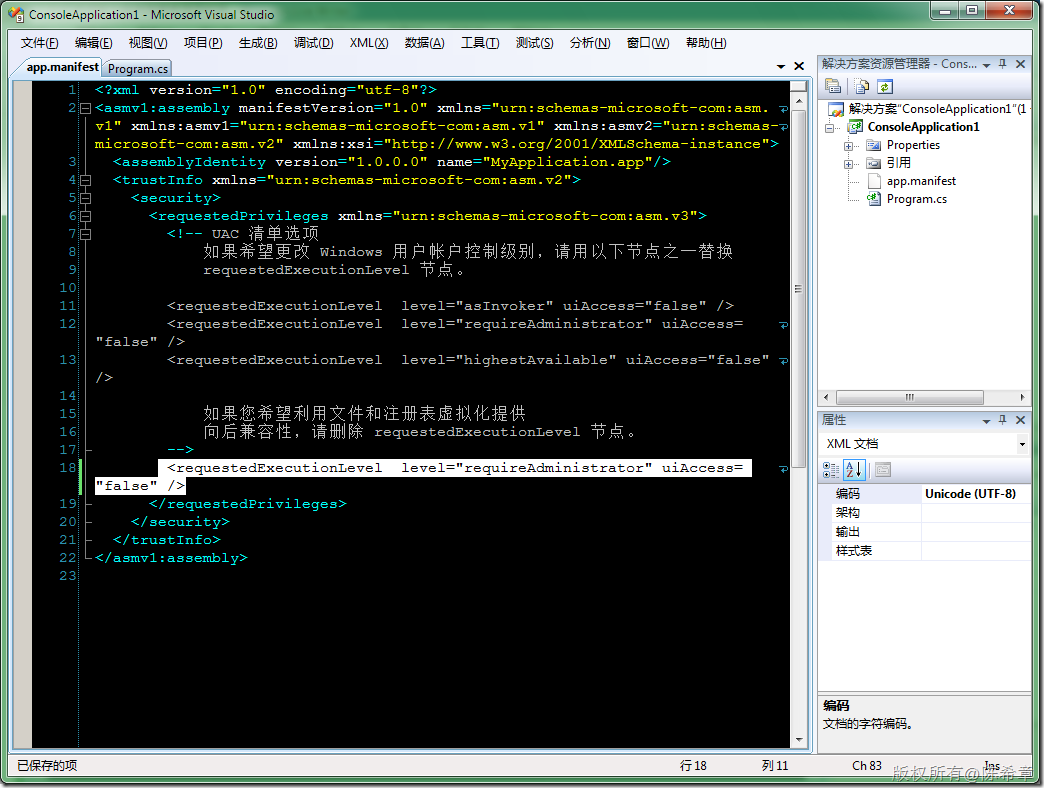 ConsoleApplication1 - Microsoft Visual Studio
文件(F) 编辑(E) 视图(V) 项目(P) 生成(B) 调试(D) XML(X) 数据(A) 工具(T) 测试(S) 分析(N) 窗口(W) 帮助(H)
app.manifest Program.cs
1 <?xml version="1.0" encoding="utf-8"?>
2 <asmv1:assembly manifestVersion="1.0" xmlns="urn:schemas-microsoft-com:asm.
v1" xmlns:asmv1="urn:schemas-microsoft-com:asm.v1" xmlns:asmv2="urn:schemas-
microsoft-com:asm.v2" xmlns:xsi="http://www.w3.org/2001/XMLSchema-instance">
3 <assemblyIdentity version="1.0.0.0" name="MyApplication.app"/>
4 <trustInfo xmlns="urn:schemas-microsoft-com:asm.v2">
5 <security>
6 <requestedPrivileges xmlns="urn:schemas-microsoft-com:asm.v3">
7 <!-- UAC 清单选项
8 如果希望更改 Windows 用户帐户控制级别，请用以下节点之一替换
9 requestedExecutionLevel 节点。
10
11 <requestedExecutionLevel  level="asInvoker" uiAccess="false" />
12 <requestedExecutionLevel  level="requireAdministrator" uiAccess=
"false" />
13 <requestedExecutionLevel  level="highestAvailable" uiAccess="false"
/>
14
15 如果您希望利用文件和注册表虚拟化提供
16 向后兼容性，请删除 requestedExecutionLevel 节点。
17 -->
18 <requestedExecutionLevel  level="requireAdministrator" uiAccess=
"false" />
19 </requestedPrivileges>
20 </security>
21 </trustInfo>
22 </asmv1:assembly>
23
解决方案资源管理器 - Cons...
解决方案"ConsoleApplication1"(1
ConsoleApplication1
Properties
引用
app.manifest
Program.cs
属性
XML 文档
编码 Unicode (UTF-8)
架构
输出
样式表
编码
文档的字符编码。
已保存的项 行 18 列 11 Ch 83 Ins
版权所有@陈希章